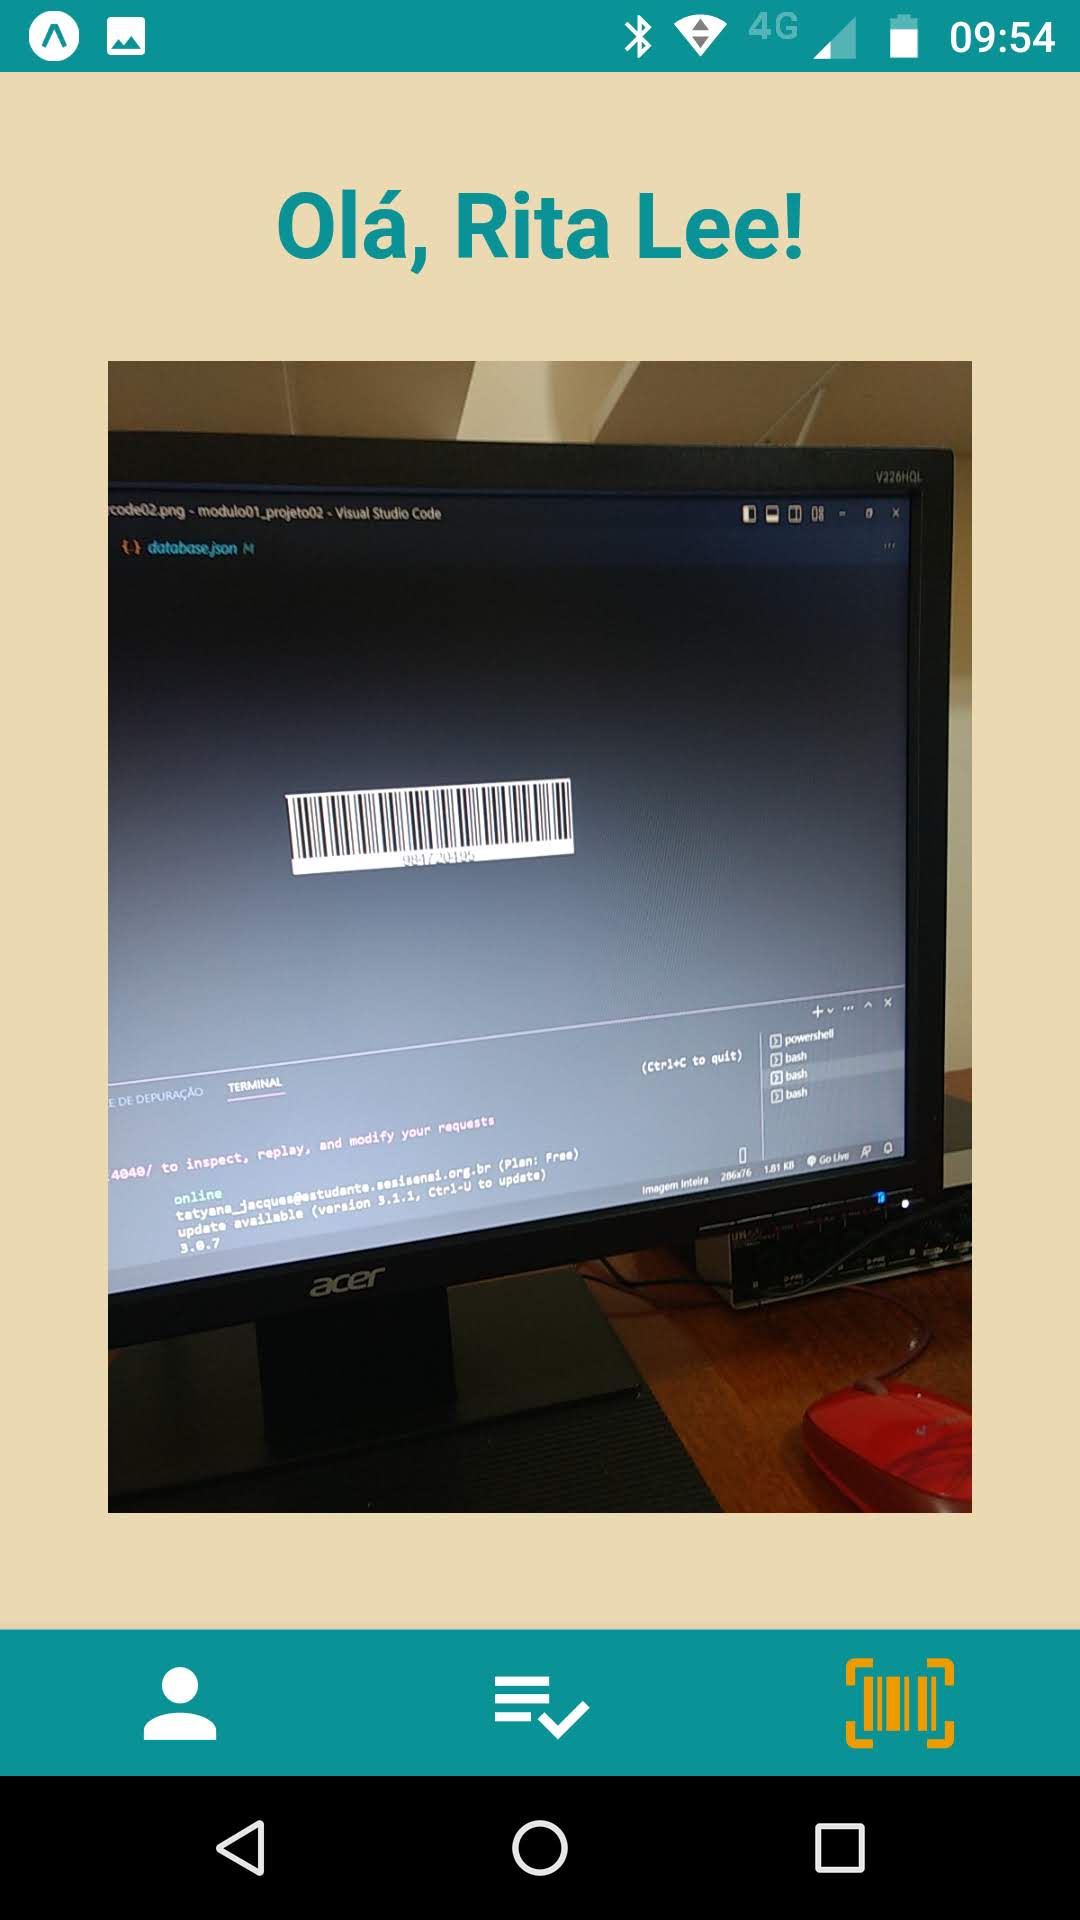 4G 09:54
Olá, Rita Lee!
V226HQL
code02.png - modulo01_projeto02 - Visual Studio Code
{} database.json M
E DE DEPURAÇÃO TERMINAL
(Ctrl+C to quit)
powershell
bash
bash
bash
4040/ to inspect, replay, and modify your requests
online
tatyana_jacques@estudante.sesisenai.org.br (Plan: Free)
update available (version 3.1.1, Ctrl-U to update)
3.0.7
Imagem Inteira 286x76 1.81 KB Go Live
acer